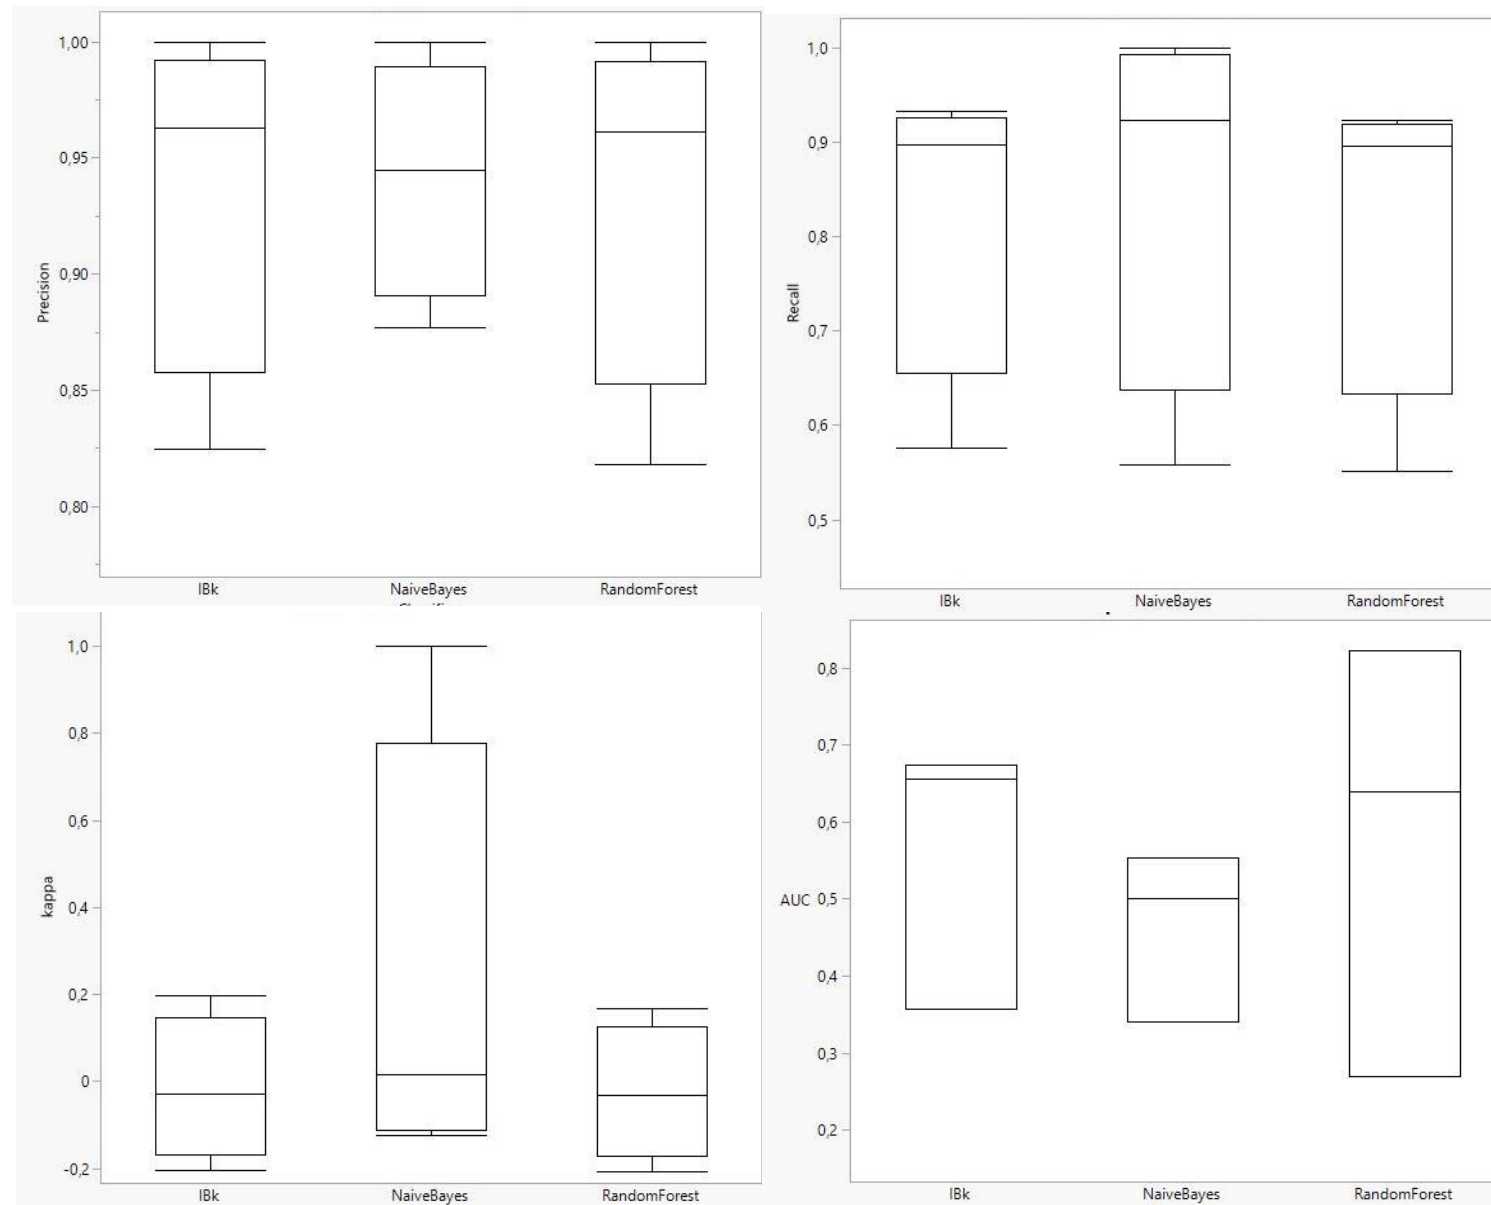 Precision
1,00
0,95
0,90
0,85
0,80
IBk
NaiveBayes
RandomForest
Recall
1,0
0,9
0,8
0,7
0,6
0,5
IBk
NaiveBayes
RandomForest
kappa
1,0
0,8
0,6
0,4
0,2
0
-0,2
IBk
NaiveBayes
RandomForest
AUC
0,8
0,7
0,6
0,5
0,4
0,3
0,2
IBk
NaiveBayes
RandomForest